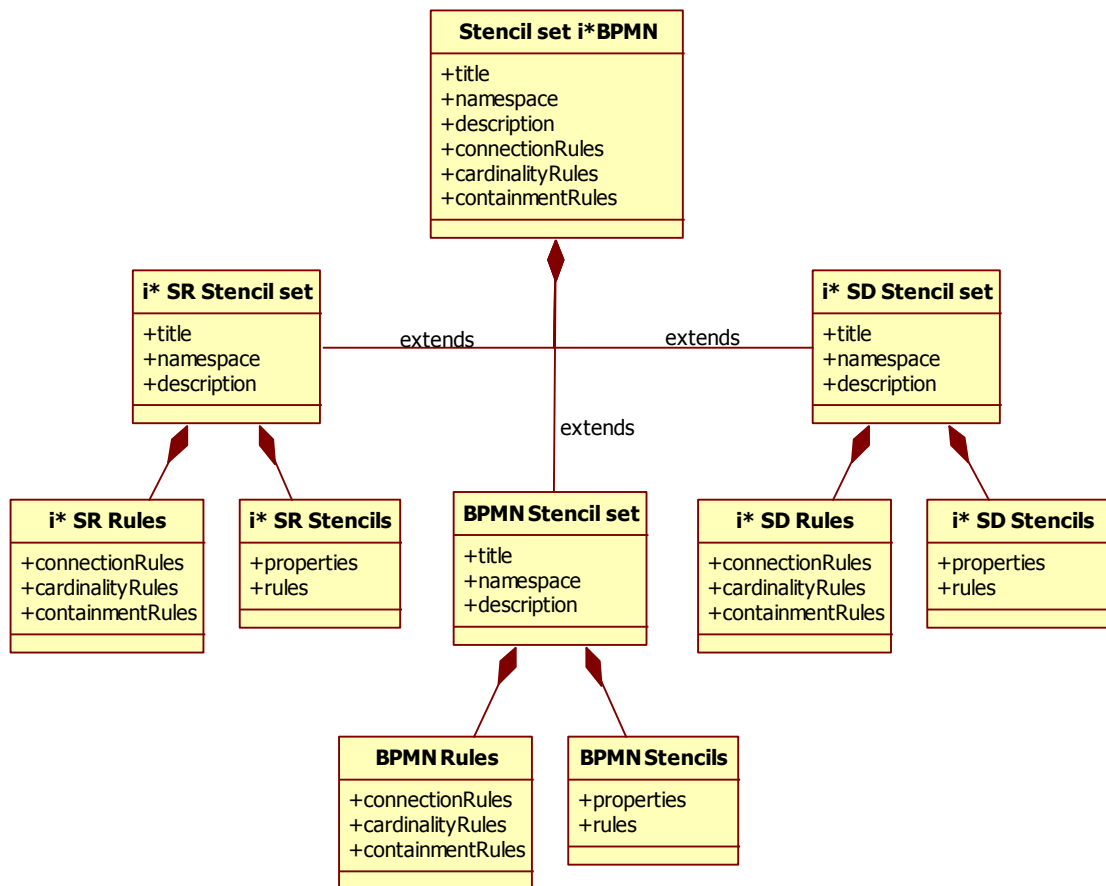 Stencil set i*BPMN
+title
+namespace
+description
+connectionRules
+cardinalityRules
+containmentRules
i* SR Stencil set
+title
+namespace
+description
extends
extends
i* SD Stencil set
+title
+namespace
+description
extends
i* SR Rules
+connectionRules
+cardinalityRules
+containmentRules
i* SR Stencils
+properties
+rules
BPMN Stencil set
+title
+namespace
+description
i* SD Rules
+connectionRules
+cardinalityRules
+containmentRules
i* SD Stencils
+properties
+rules
BPMN Rules
+connectionRules
+cardinalityRules
+containmentRules
BPMN Stencils
+properties
+rules